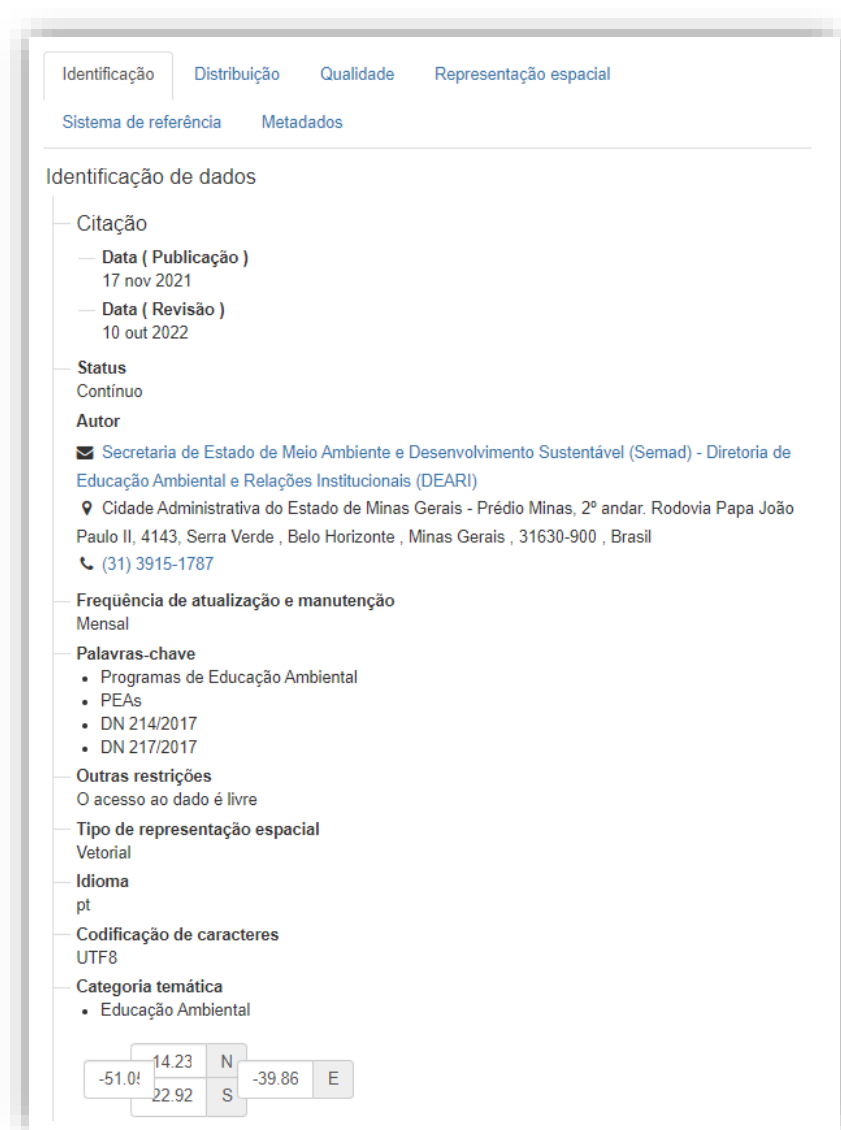 Identificação Distribuição Qualidade Representação espacial
Sistema de referência Metadados
Identificação de dados
Citação
Data ( Publicação )
17 nov 2021
Data ( Revisão )
10 out 2022
Status
Contínuo
Autor
Secretaria de Estado de Meio Ambiente e Desenvolvimento Sustentável (Semad) - Diretoria de
Educação Ambiental e Relações Institucionais (DEARI)
Cidade Administrativa do Estado de Minas Gerais - Prédio Minas, 2º andar. Rodovia Papa João
Paulo II, 4143, Serra Verde , Belo Horizonte , Minas Gerais , 31630-900 , Brasil
(31) 3915-1787
Freqüência de atualização e manutenção
Mensal
Palavras-chave
• Programas de Educação Ambiental
• PEAs
• DN 214/2017
• DN 217/2017
Outras restrições
O acesso ao dado é livre
Tipo de representação espacial
Vetorial
Idioma
pt
Codificação de caracteres
UTF8
Categoria temática
• Educação Ambiental
14.23 N
-39.86 E
22.92 S